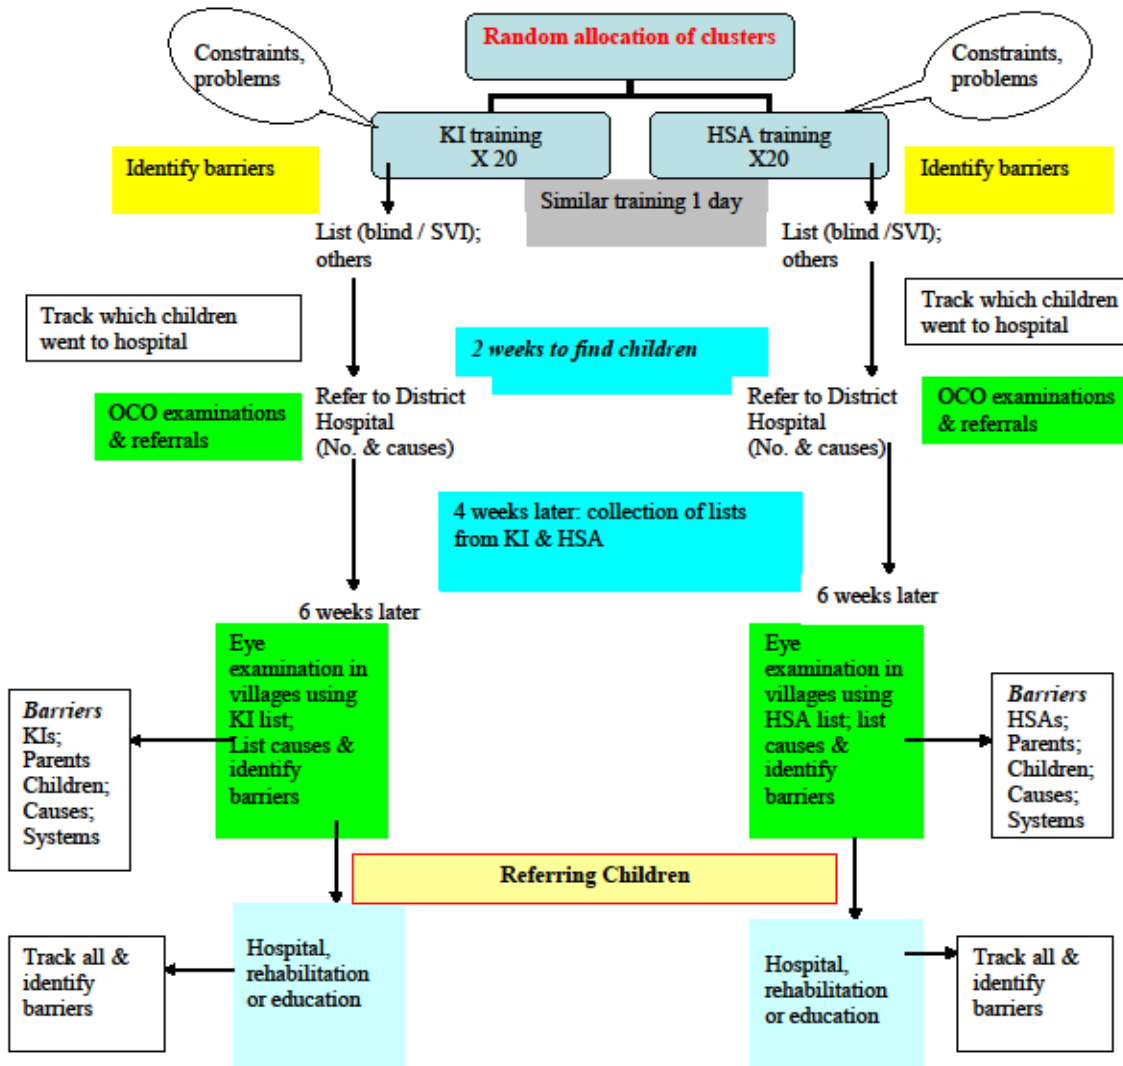 Random allocation of clusters
Constraints,
problems
Constraints,
problems
KI training
X 20
HSA training
X20
Identify barriers
Similar training 1 day
Identify barriers
List (blind / SVI);
others
List (blind /SVI);
others
Track which children
went to hospital
Track which children
went to hospital
2 weeks to find children
OCO examinations
& referrals
Refer to District
Hospital
(No. & causes)
Refer to District
Hospital
(No. & causes)
OCO examinations
& referrals
4 weeks later: collection of lists
from KI & HSA
6 weeks later
6 weeks later
Eye
examination in
villages using
KI list;
List causes &
identify
barriers
Eye
examination in
villages using
HSA list; list
causes &
identify
barriers
Barriers
KIs;
Parents
Children;
Causes;
Systems
Barriers
HSAs;
Parents;
Children;
Causes;
Systems
Referring Children
Track all &
identify
barriers
Hospital,
rehabilitation
or education
Hospital,
rehabilitation
or education
Track all &
identify
barriers